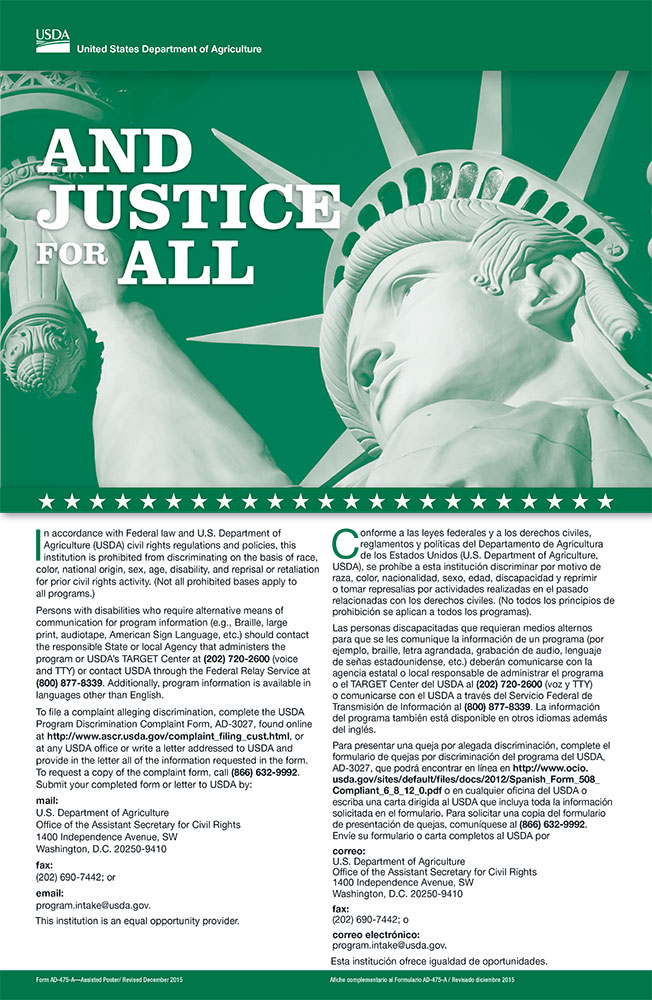 USDA
United States Department of Agriculture
AND
JUSTICE
FOR ALL
In accordance with Federal law and U.S. Department of
Agriculture (USDA) civil rights regulations and policies, this
institution is prohibited from discriminating on the basis of race,
color, national origin, sex, age, disability, and reprisal or retaliation
for prior civil rights activity. (Not all prohibited bases apply to
all programs.)
Persons with disabilities who require alternative means of
communication for program information (e.g., Braille, large
print, audiotape, American Sign Language, etc.) should contact
the responsible State or local Agency that administers the
program or USDA's TARGET Center at (202) 720-2600 (voice
and TTY) or contact USDA through the Federal Relay Service at
(800) 877-8339. Additionally, program information is available in
languages other than English.
To file a complaint alleging discrimination, complete the USDA
Program Discrimination Complaint Form, AD-3027, found online
at http://www.ascr.usda.gov/complaint_filing_cust.html, or
at any USDA office or write a letter addressed to USDA and
provide in the letter all of the information requested in the form.
To request a copy of the complaint form, call (866) 632-9992.
Submit your completed form or letter to USDA by:
mail:
U.S. Department of Agriculture
Office of the Assistant Secretary for Civil Rights
1400 Independence Avenue, SW
Washington, D.C. 20250-9410
fax:
(202) 690-7442; or
email:
program.intake@usda.gov.
This institution is an equal opportunity provider.
Conforme a las leyes federales y a los derechos civiles,
reglamentos y políticas del Departamento de Agricultura
de los Estados Unidos (U.S. Department of Agriculture,
USDA), se prohíbe a esta institución discriminar por motivo de
raza, color, nacionalidad, sexo, edad, discapacidad y reprimir
o tomar represalias por actividades realizadas en el pasado
relacionadas con los derechos civiles. (No todos los principios de
prohibición se aplican a todos los programas).
Las personas discapacitadas que requieran medios alternos
para que se les comunique la información de un programa (por
ejemplo, braille, letra agrandada, grabación de audio, lenguaje
de señas estadounidense, etc.) deberán comunicarse con la
agencia estatal o local responsable de administrar el programa
o el TARGET Center del USDA al (202) 720-2600 (voz y TTY)
o comunicarse con el USDA a través del Servicio Federal de
Transmisión de Información al (800) 877-8339. La información
del programa también está disponible en otros idiomas además
del inglés.
Para presentar una queja por alegada discriminación, complete el
formulario de quejas por discriminación del programa del USDA,
AD-3027, que podrá encontrar en línea en http://www.ocio.
usda.gov/sites/default/files/docs/2012/Spanish_Form_508_
Compliant_6_8_12_0.pdf o en cualquier oficina del USDA o
escriba una carta dirigida al USDA que incluya toda la información
solicitada en el formulario. Para solicitar una copia del formulario
de presentación de quejas, comuníquese al (866) 632-9992.
Envíe su formulario o carta completos al USDA por
correo:
U.S. Department of Agriculture
Office of the Assistant Secretary for Civil Rights
1400 Independence Avenue, SW
Washington, D.C. 20250-9410
fax:
(202) 690-7442; o
correo electrónico:
program.intake@usda.gov.
Esta institución ofrece igualdad de oportunidades.
Form AD-475-A—Assisted Poster/ Revised December 2015
Afiche complementario al Formulario AD-475-A / Revisado diciembre 2015